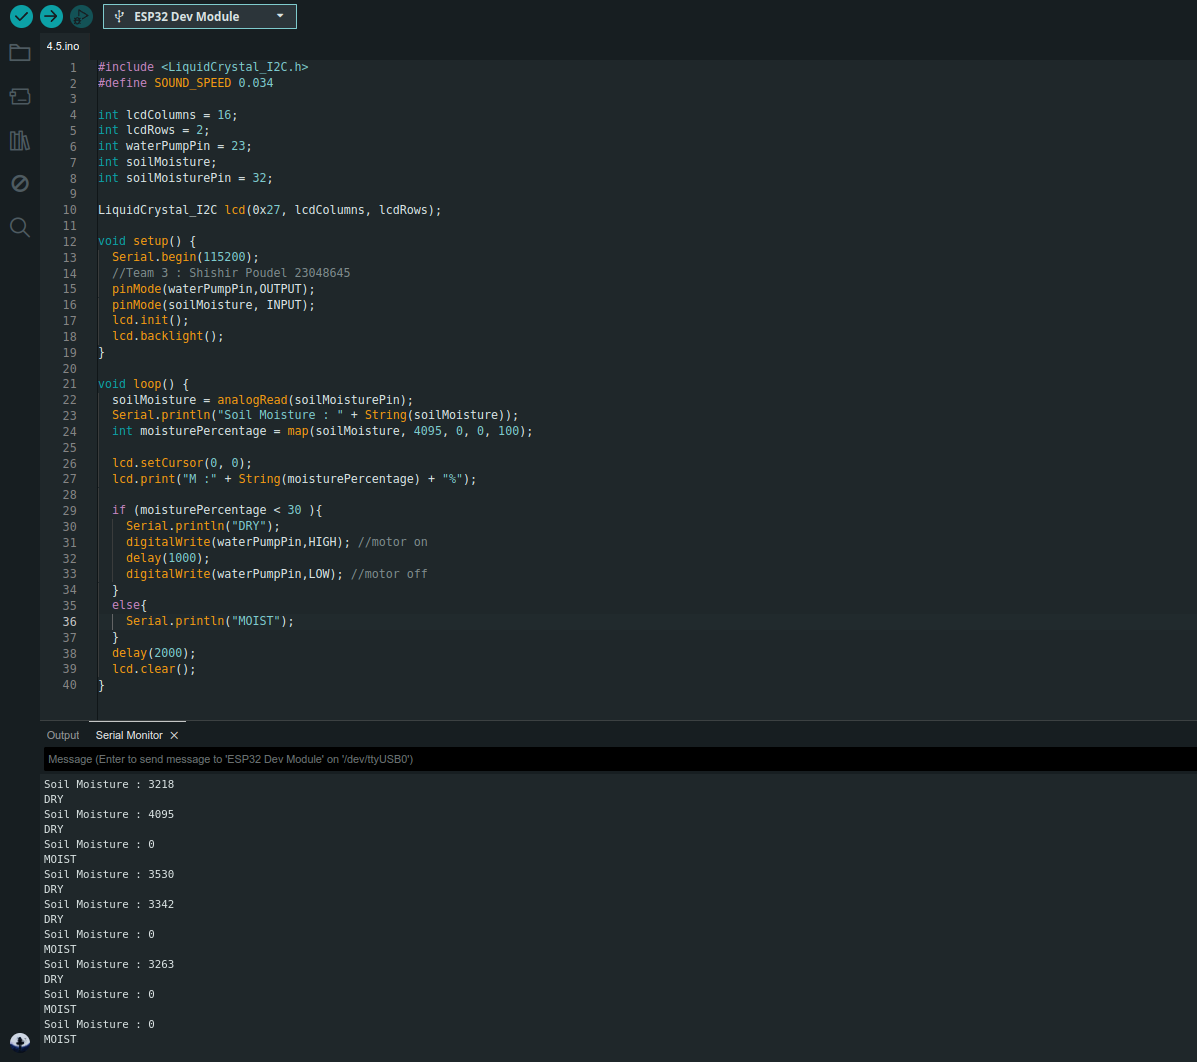 ESP32 Dev Module
4.5.ino
1 #include <LiquidCrystal_I2C.h>
2 #define SOUND_SPEED 0.034
3
4 int lcdColumns = 16;
5 int lcdRows = 2;
6 int waterPumpPin = 23;
7 int soilMoisture;
8 int soilMoisturePin = 32;
9
10 LiquidCrystal_I2C lcd(0x27, lcdColumns, lcdRows);
11
12 void setup() {
13   Serial.begin(115200);
14   //Team 3 : Shishir Poudel 23048645
15   pinMode(waterPumpPin,OUTPUT);
16   pinMode(soilMoisture, INPUT);
17   lcd.init();
18   lcd.backlight();
19 }
20
21 void loop() {
22   soilMoisture = analogRead(soilMoisturePin);
23   Serial.println("Soil Moisture : " + String(soilMoisture));
24   int moisturePercentage = map(soilMoisture, 4095, 0, 0, 100);
25
26   lcd.setCursor(0, 0);
27   lcd.print("M :" + String(moisturePercentage) + "%");
28
29   if (moisturePercentage < 30 ){
30     Serial.println("DRY");
31     digitalWrite(waterPumpPin,HIGH); //motor on
32     delay(1000);
33     digitalWrite(waterPumpPin,LOW); //motor off
34   }
35   else{
36     Serial.println("MOIST");
37   }
38   delay(2000);
39   lcd.clear();
40 }
Output Serial Monitor
Message (Enter to send message to 'ESP32 Dev Module' on '/dev/ttyUSB0')
Soil Moisture : 3218
DRY
Soil Moisture : 4095
DRY
Soil Moisture : 0
MOIST
Soil Moisture : 3530
DRY
Soil Moisture : 3342
DRY
Soil Moisture : 0
MOIST
Soil Moisture : 3263
DRY
Soil Moisture : 0
MOIST
Soil Moisture : 0
MOIST